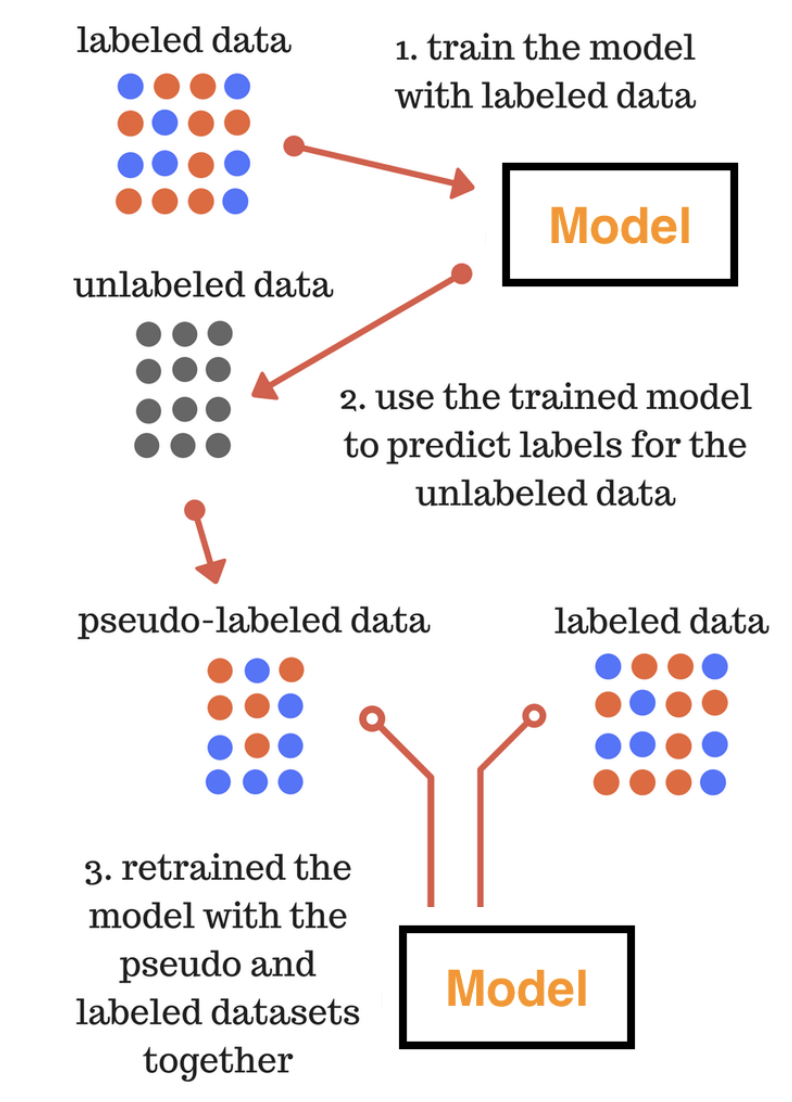 labeled data
1. train the model
with labeled data
Model
unlabeled data
2. use the trained model
to predict labels for the
unlabeled data
pseudo-labeled data
labeled data
3. retrained the
model with the
pseudo and
labeled datasets
together
Model